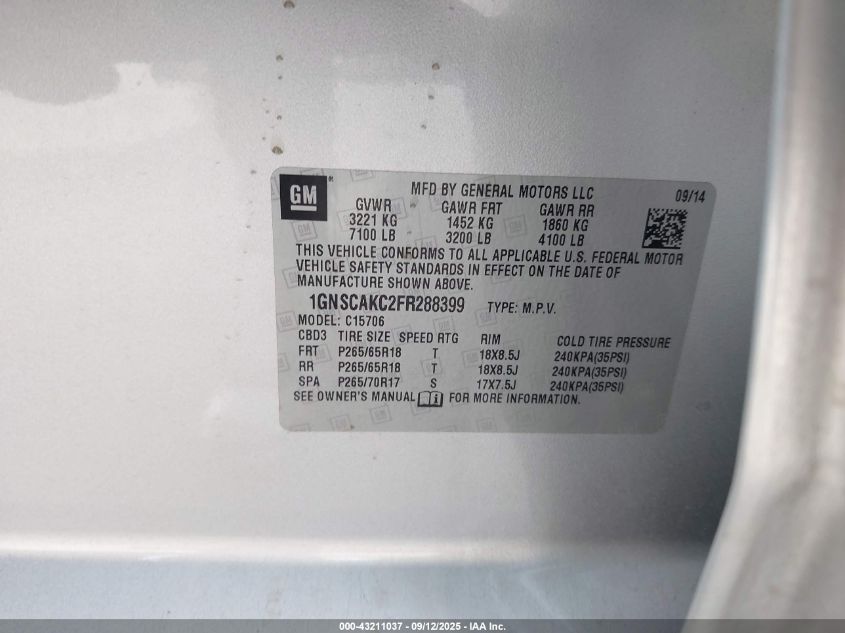 GM
MFD BY GENERAL MOTORS LLC 09/14
GVWR GAWR FRT GAWR RR
3221 KG 1452 KG 1860 KG
7100 LB 3200 LB 4100 LB
THIS VEHICLE CONFORMS TO ALL APPLICABLE U.S. FEDERAL MOTOR
VEHICLE SAFETY STANDARDS IN EFFECT ON THE DATE OF
MANUFACTURE SHOWN ABOVE.
1GNSCAKC2FR288399 TYPE: M.P.V.
MODEL: C15706
CBD3 TIRE SIZE SPEED RTG RIM COLD TIRE PRESSURE
FRT P265/65R18 T 18X8.5J 240KPA(35PSI)
RR P265/65R18 T 18X8.5J 240KPA(35PSI)
SPA P265/70R17 S 17X7.5J 240KPA(35PSI)
SEE OWNER'S MANUAL FOR MORE INFORMATION.
000-43211037 - 09/12/2025 - IAA Inc.